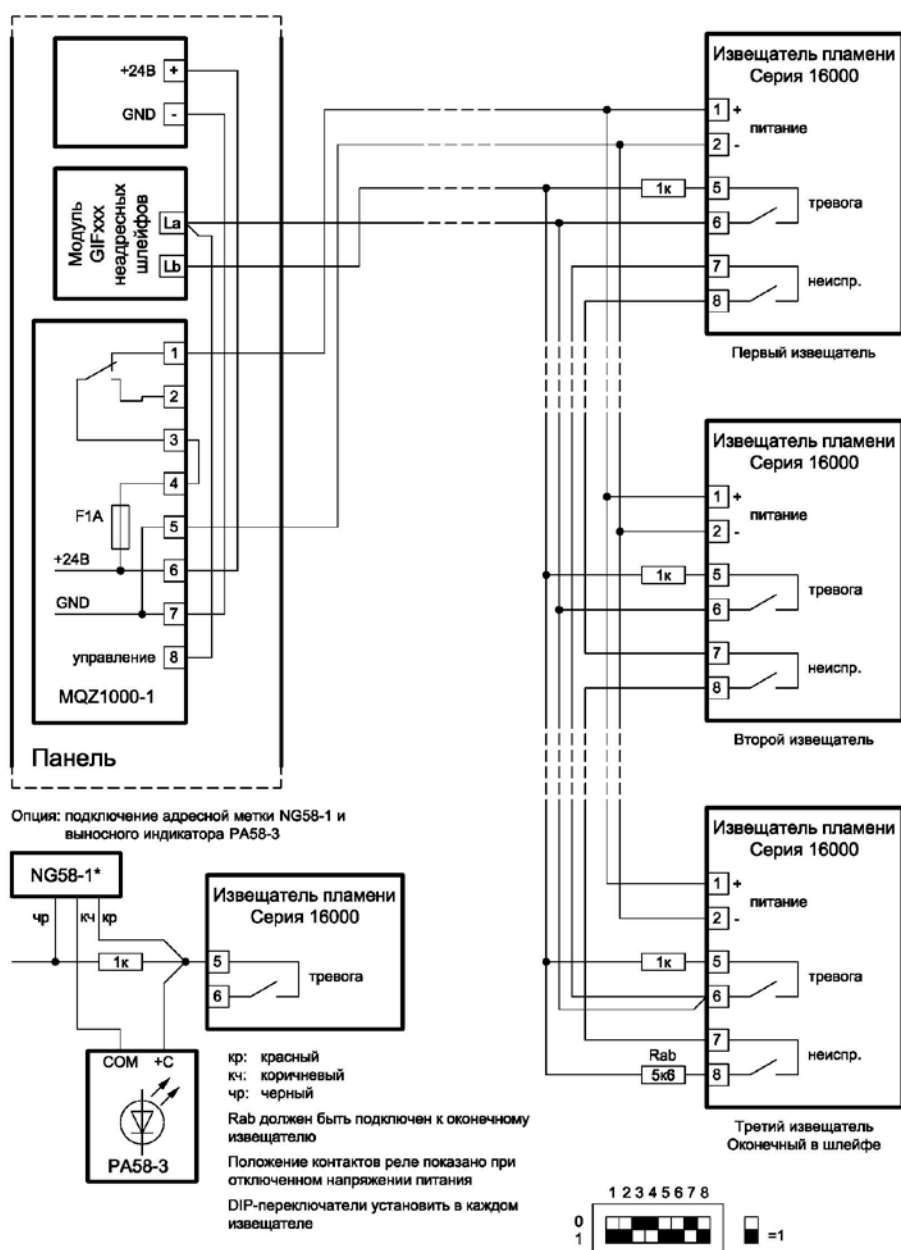 +24В
+
GND
-
Модуль
GIFxxx
неадресных
шлейфов
La
Lb
1
2
3
4
5
6
7
8
F1A
+24В
GND
управление
MQZ1000-1
Панель
Извещатель пламени
Серия 16000
1
+
питание
2
-
1к
5
тревога
6
7
неиспр.
8
Первый извещатель
Извещатель пламени
Серия 16000
1
+
питание
2
-
1к
5
тревога
6
7
неиспр.
8
Второй извещатель
Извещатель пламени
Серия 16000
1
+
питание
2
-
1к
5
тревога
6
7
неиспр.
Rab
5к6
8
Третий извещатель
Оконечный в шлейфе
Опция: подключение адресной метки NG58-1 и
выносного индикатора PA58-3
NG58-1*
чр
кч
кр
1к
Извещатель пламени
Серия 16000
5
тревога
6
COM
+C
PA58-3
кр: красный
кч: коричневый
чр: черный
Rab должен быть подключен к оконечному
извещателю
Положение контактов реле показано при
отключенном напряжении питания
DIP-переключатели установить в каждом
извещателе
1 2 3 4 5 6 7 8
0
1
=1